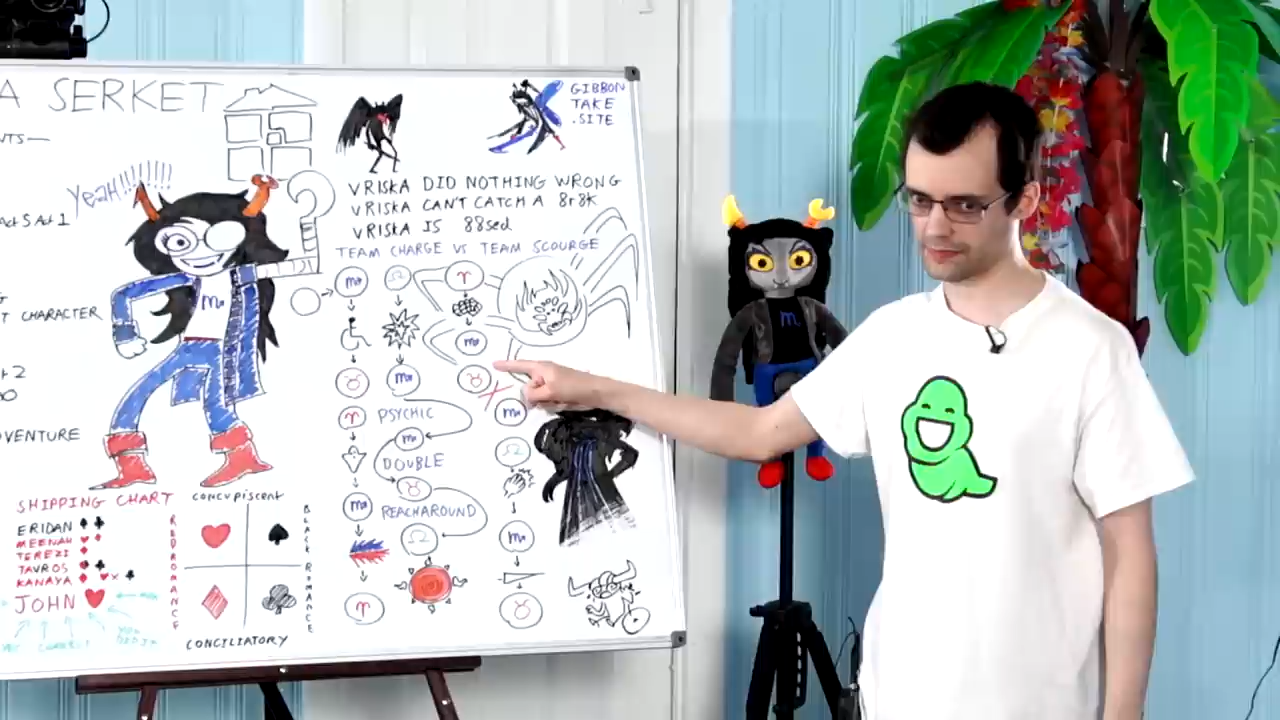 A SERKET
GIBBON
TAKE
.SITE
NTS—
YeaH!!!!!!!!
Act 5 Act 1
VRISKA DID NOTHING WRONG
VRISKA CAN'T CATCH A 8r8k
VRISKA IS 88sed
TEAM CHARGE VS TEAM SCOURGE
T CHARACTER
DVENTURE
PSYCHIC
DOUBLE
REACHAROUND
SHIPPING CHART
CONCUPISCENT
ERIDAN
MEENAH
TEREZI
TAVROS
KANAYA
JOHN
RED ROMANCE
BLACK ROMANCE
CONCILIATORY